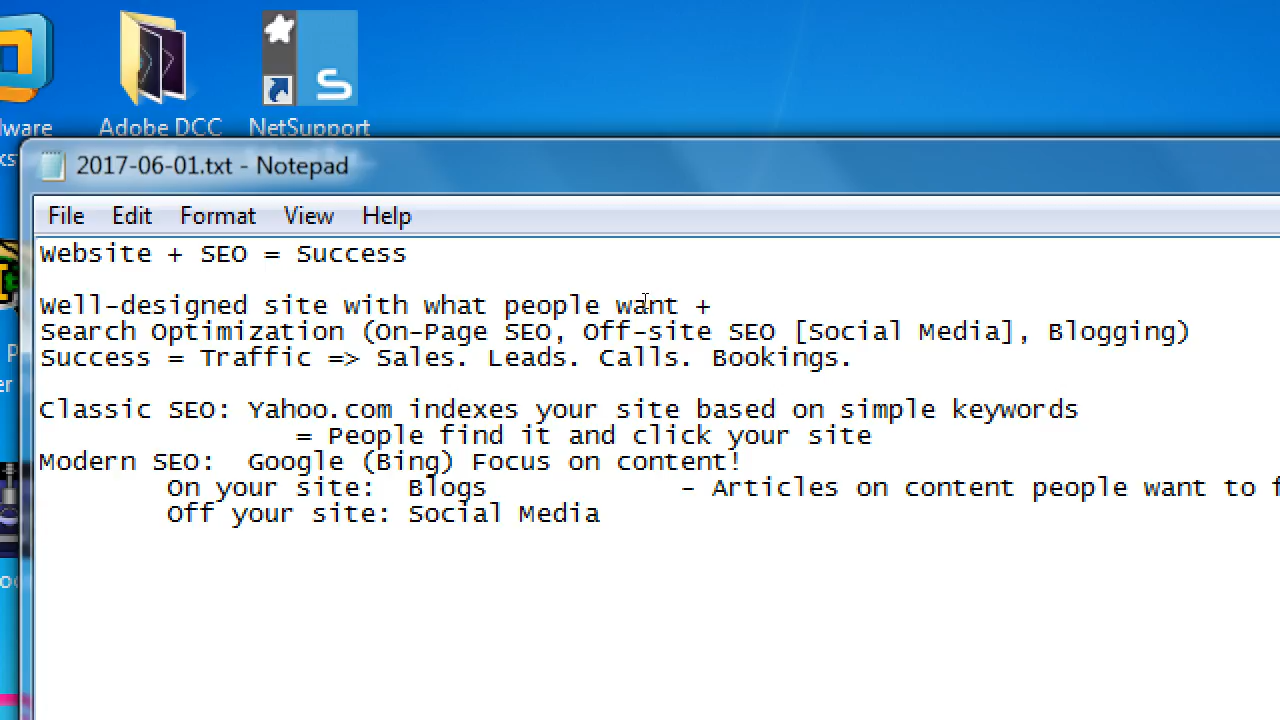 Adobe DCC
NetSupport
2017-06-01.txt - Notepad
File Edit Format View Help
Website + SEO = Success
Well-designed site with what people want +
Search Optimization (On-Page SEO, Off-site SEO [Social Media], Blogging)
Success = Traffic => Sales. Leads. Calls. Bookings.
Classic SEO: Yahoo.com indexes your site based on simple keywords
= People find it and click your site
Modern SEO: Google (Bing) Focus on content!
On your site: Blogs - Articles on content people want to
Off your site: Social Media